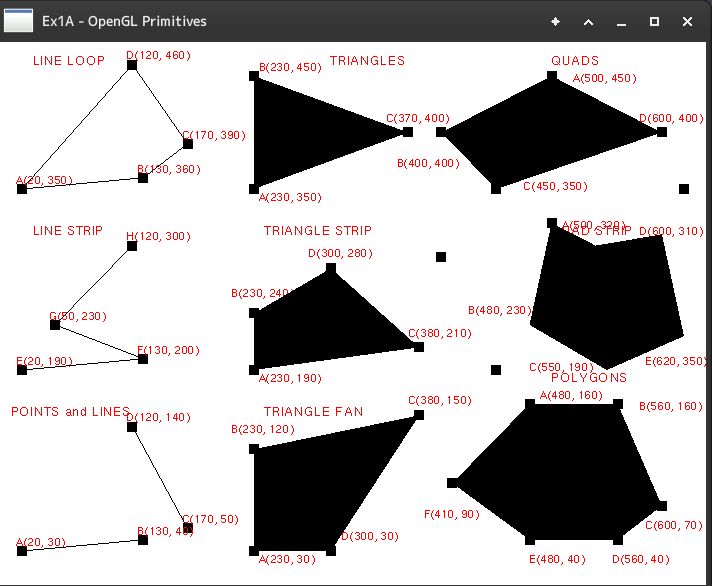 Ex1A - OpenGL Primitives
LINE LOOP
D(120, 460)
A(20, 350)
B(130, 360)
C(170, 390)
TRIANGLES
B(230, 450)
C(370, 400)
A(230, 350)
QUADS
A(500, 450)
D(600, 400)
B(400, 400)
C(450, 350)
LINE STRIP
H(120, 300)
G(50, 230)
F(130, 200)
E(20, 190)
TRIANGLE STRIP
D(300, 280)
B(230, 240)
C(380, 210)
A(230, 190)
QUAD STRIP
A(500, 320)
D(600, 310)
B(480, 230)
C(550, 190)
E(620, 350)
POINTS and LINES
D(120, 140)
C(170, 50)
B(130, 40)
A(20, 30)
TRIANGLE FAN
C(380, 150)
B(230, 120)
D(300, 30)
A(230, 30)
POLYGONS
A(480, 160)
B(560, 160)
F(410, 90)
C(600, 70)
E(480, 40)
D(560, 40)